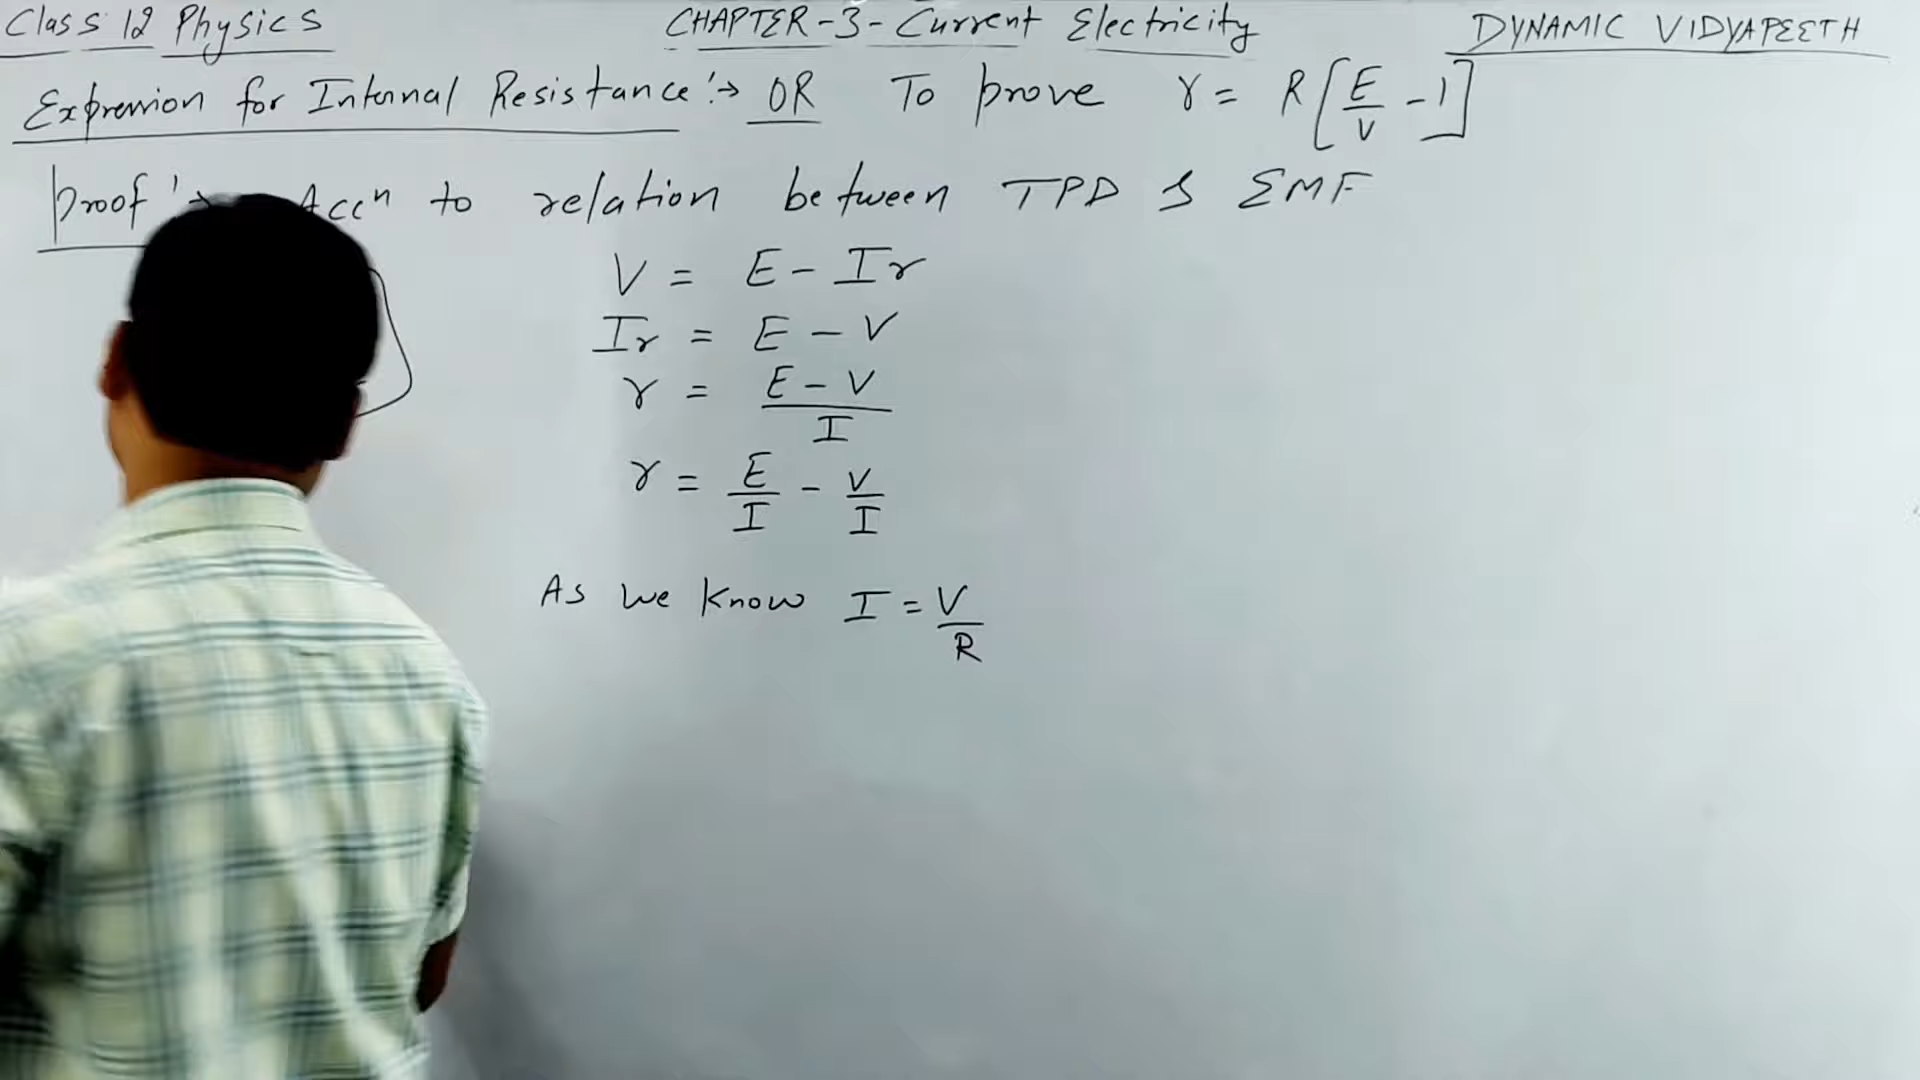 Class 12 Physics CHAPTER-3- Current Electricity DYNAMIC VIDYAPEETH
Expression for Internal Resistance:→ OR To prove r = R[E/V - 1]
Proof:→ Accⁿ to relation between TPD & EMF
V = E - Ir
Ir = E - V
r = (E - V)/I
r = E/I - V/I
As we know I = V/R